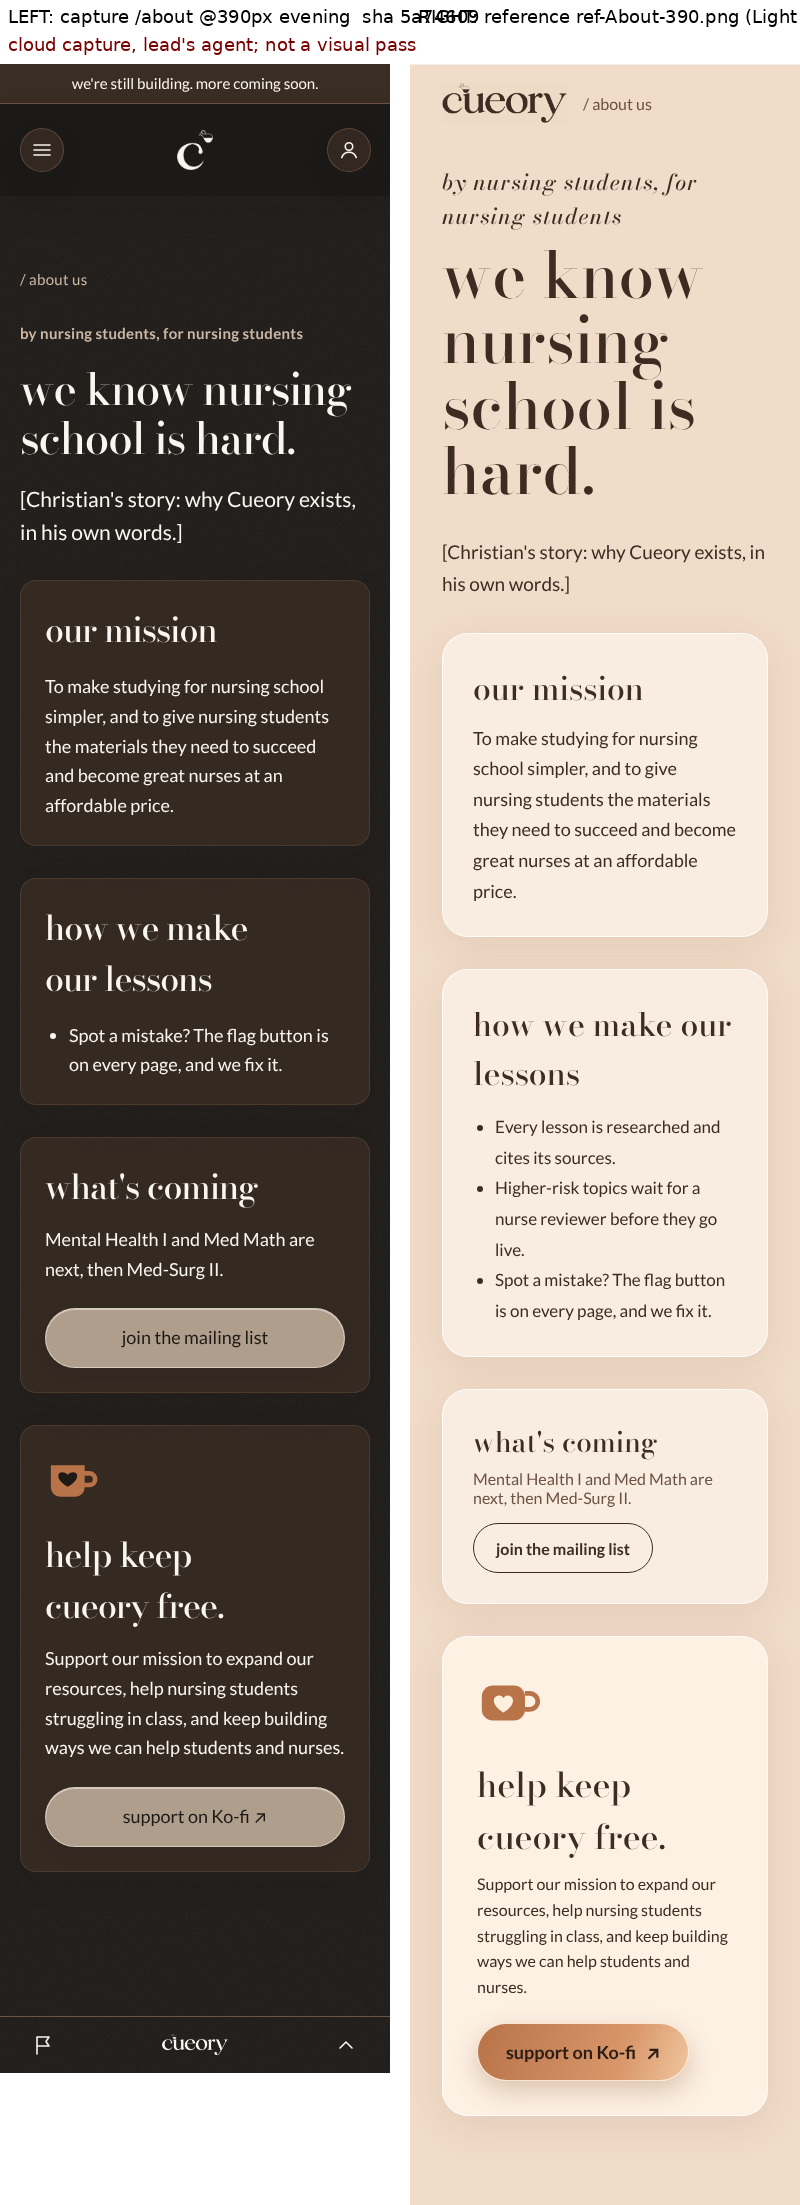 LEFT: capture /about @390px evening sha
RIGHT: reference ref-About-390.png (Light
cloud capture, lead's agent; not a visual pass
we're still building. more coming soon.
c
/ about us
by nursing students, for nursing students
we know nursing
school is hard.
[Christian's story: why Cueory exists,
in his own words.]
our mission
To make studying for nursing school
simpler, and to give nursing students
the materials they need to succeed
and become great nurses at an
affordable price.
how we make
our lessons
• Spot a mistake? The flag button is
on every page, and we fix it.
what's coming
Mental Health I and Med Math are
next, then Med-Surg II.
join the mailing list
help keep
cueory free.
Support our mission to expand our
resources, help nursing students
struggling in class, and keep building
ways we can help students and nurses.
support on Ko-fi ↗
cueory
cueory / about us
by nursing students, for
nursing students
we know
nursing
school is
hard.
[Christian's story: why Cueory exists, in
his own words.]
our mission
To make studying for nursing
school simpler, and to give
nursing students the materials
they need to succeed and become
great nurses at an affordable
price.
how we make our
lessons
• Every lesson is researched and
cites its sources.
• Higher-risk topics wait for a
nurse reviewer before they go
live.
• Spot a mistake? The flag button
is on every page, and we fix it.
what's coming
Mental Health I and Med Math are
next, then Med-Surg II.
join the mailing list
help keep
cueory free.
Support our mission to expand our
resources, help nursing students
struggling in class, and keep building
ways we can help students and
nurses.
support on Ko-fi ↗